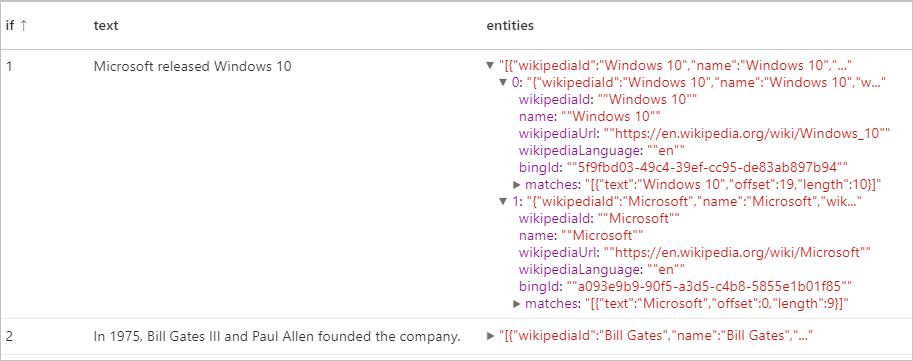 if ↑ text entities
1 Microsoft released Windows 10 ▼ "[{"wikipediaId":"Windows 10","name":"Windows 10","..."
▼ 0: "{"wikipediaId":"Windows 10","name":"Windows 10","w...
wikipediaId: ""Windows 10""
name: ""Windows 10""
wikipediaUrl: ""https://en.wikipedia.org/wiki/Windows_10""
wikipediaLanguage: ""en""
bingId: ""5f9fbd03-49c4-39ef-cc95-de83ab897b94""
▶ matches: "[{"text":"Windows 10","offset":19,"length":10}]"
▼ 1: "{"wikipediaId":"Microsoft","name":"Microsoft","wik...
wikipediaId: ""Microsoft""
name: ""Microsoft""
wikipediaUrl: ""https://en.wikipedia.org/wiki/Microsoft""
wikipediaLanguage: ""en""
bingId: ""a093e9b9-90f5-a3d5-c4b8-5855e1b01f85""
▶ matches: "[{"text":"Microsoft","offset":0,"length":9}]"
2 In 1975, Bill Gates III and Paul Allen founded the company. ▶ "[{"wikipediaId":"Bill Gates","name":"Bill Gates","..."